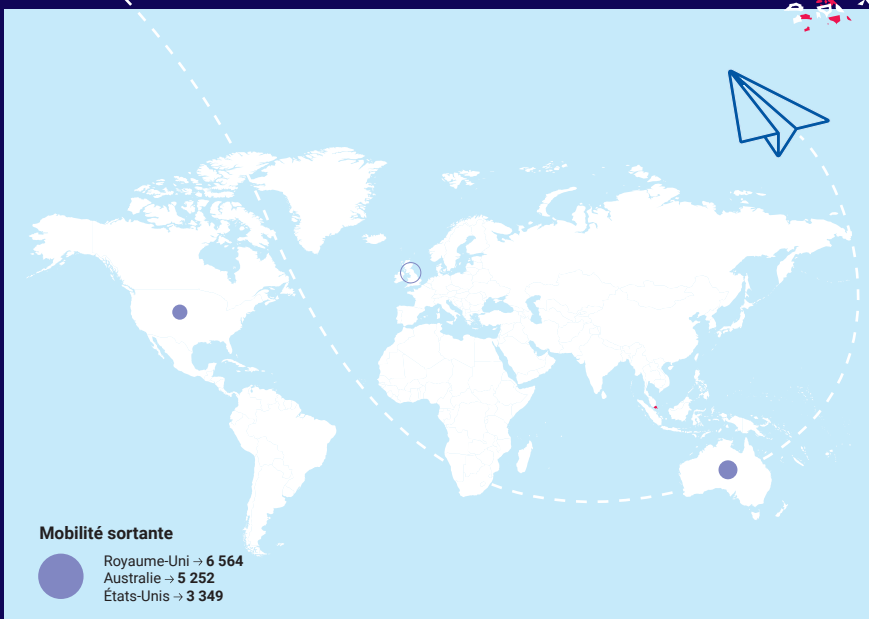 Mobilité sortante
Royaume-Uni → 6 564
Australie → 5 252
États-Unis → 3 349